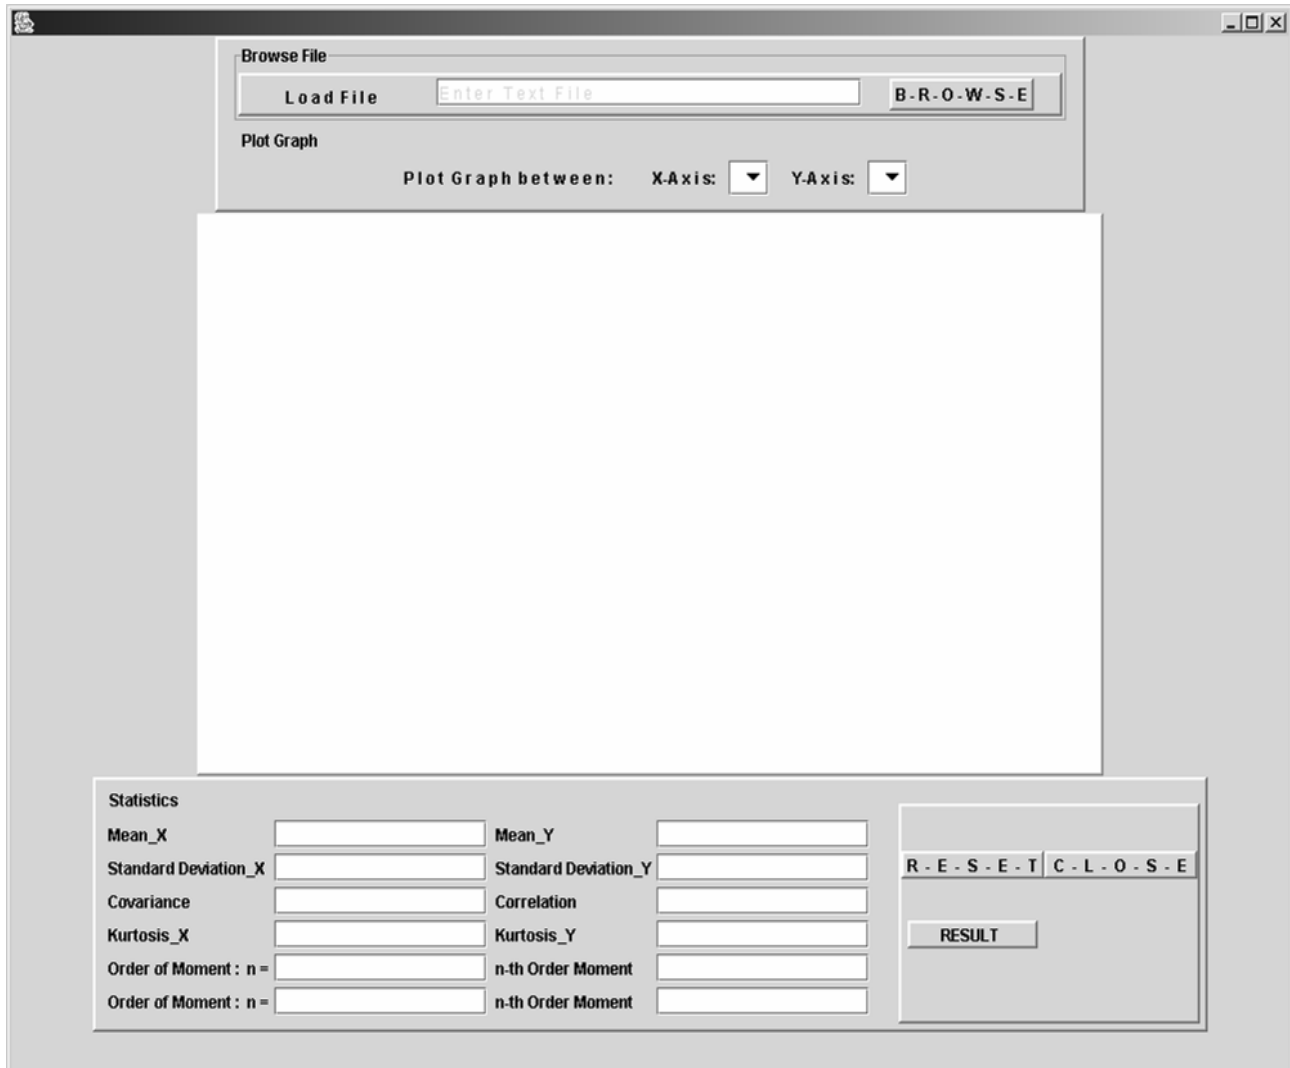 Browse File
Load File Enter Text File B-R-O-W-S-E
Plot Graph
Plot Graph between: X-Axis: Y-Axis:
Statistics
Mean_X Mean_Y
Standard Deviation_X Standard Deviation_Y R - E - S - E - T C - L - O - S - E
Covariance Correlation
Kurtosis_X Kurtosis_Y RESULT
Order of Moment : n = n-th Order Moment
Order of Moment : n = n-th Order Moment